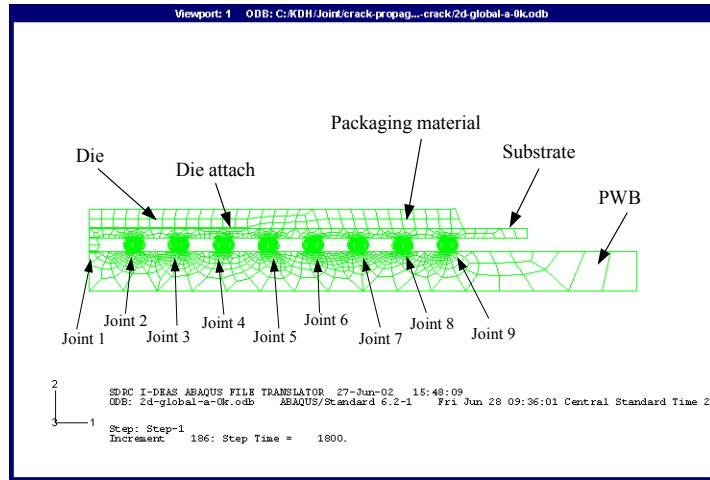 Viewport: 1 ODB: C:/KDH/Joint/crack-propag...-crack/2d-global-a-0k.odb
Packaging material
Die
Die attach
Substrate
PWB
Joint 1
Joint 2
Joint 3
Joint 4
Joint 5
Joint 6
Joint 7
Joint 8
Joint 9
2
3
1
SDRC I-DEAS ABAQUS FILE TRANSLATOR 27-Jun-02 15:48:09
ODB: 2d-global-a-0k.odb ABAQUS/Standard 6.2-1 Fri Jun 28 09:36:01 Central Standard Time 2
Step: Step-1
Increment 186: Step Time = 1800.